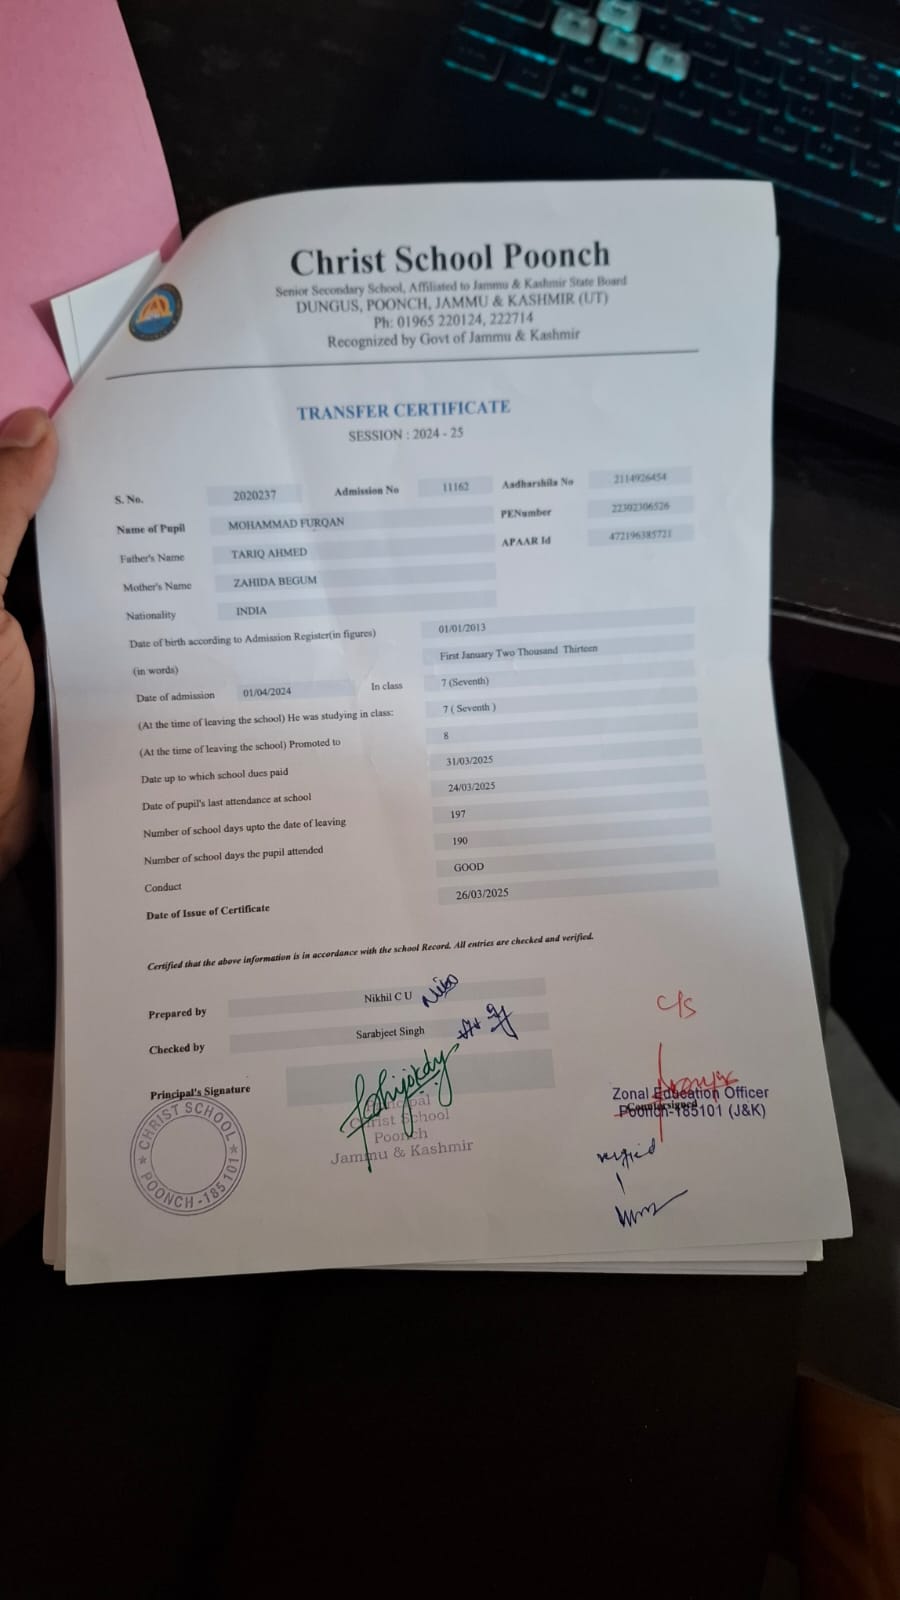 Christ School Poonch
Senior Secondary School, Affiliated to Jammu & Kashmir State Board
DUNGUS, POONCH, JAMMU & KASHMIR (UT)
Ph: 01965 220124, 222714
Recognized by Govt of Jammu & Kashmir
TRANSFER CERTIFICATE
SESSION : 2024 - 25
S. No. 2020237 Admission No 11162 Aadharshila No 2114926454
Name of Pupil MOHAMMAD FURQAN PENumber 22302306526
Father's Name TARIQ AHMED APAAR Id 472196385721
Mother's Name ZAHIDA BEGUM
Nationality INDIA
Date of birth according to Admission Register(in figures) 01/01/2013
(in words) First January Two Thousand Thirteen
Date of admission 01/04/2024 In class 7 (Seventh)
(At the time of leaving the school) He was studying in class: 7 ( Seventh )
(At the time of leaving the school) Promoted to 8
Date up to which school dues paid 31/03/2025
Date of pupil's last attendance at school 24/03/2025
Number of school days upto the date of leaving 197
Number of school days the pupil attended 190
Conduct GOOD
Date of Issue of Certificate 26/03/2025
Certified that the above information is in accordance with the school Record. All entries are checked and verified.
Prepared by Nikhil C U
C/S
Checked by Sarabjeet Singh
Principal's Signature
Principal
Christ School
Poonch
Jammu & Kashmir
CHRIST SCHOOL
POONCH - 185101
Zonal Education Officer
Countersigned
Poonch-185101 (J&K)